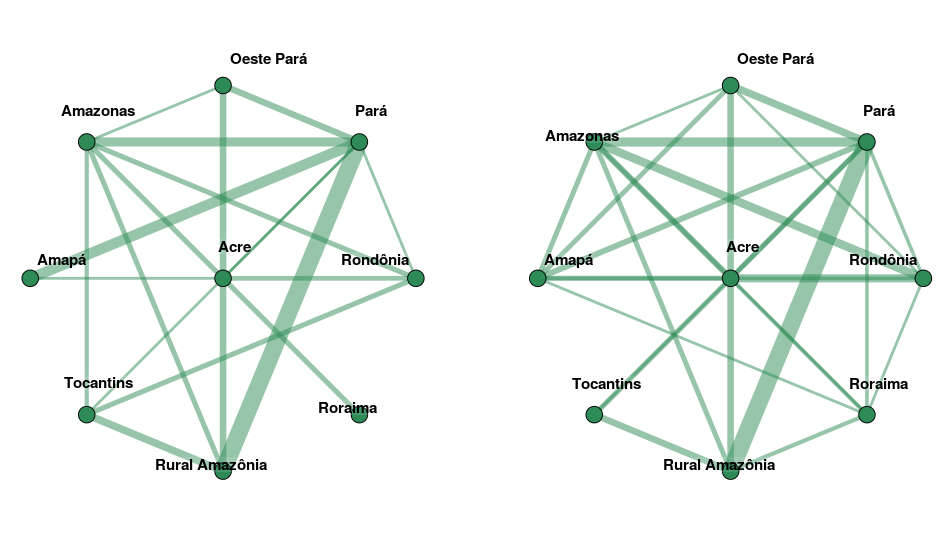 Oeste Pará
Amazonas
Pará
Acre
Amapá
Rondônia
Tocantins
Roraima
Rural Amazônia
Oeste Pará
Pará
Amazonas
Acre
Amapá
Rondônia
Tocantins
Roraima
Rural Amazônia